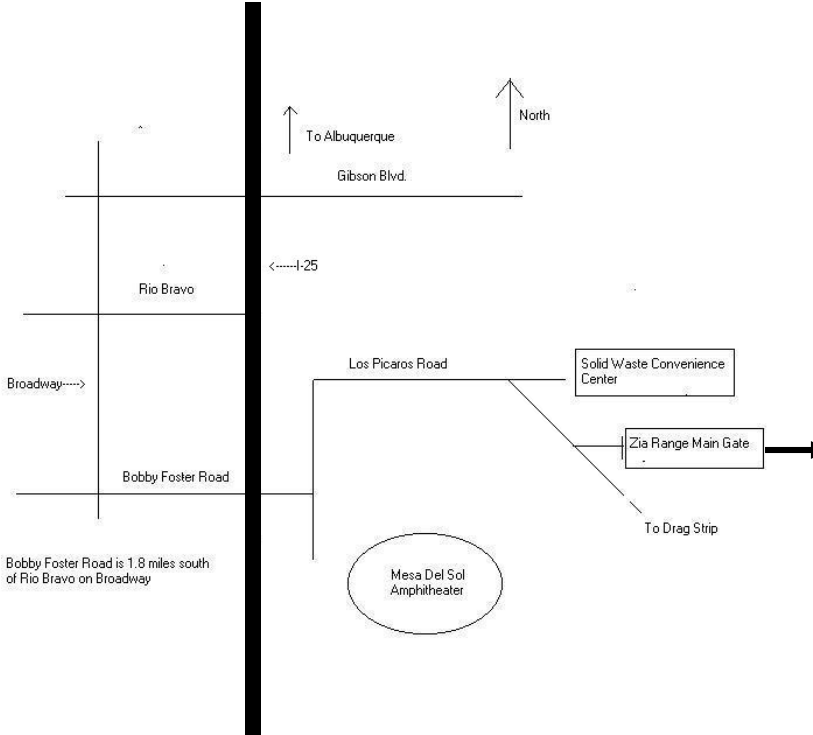 North
To Albuquerque
Gibson Blvd.
<------I-25
Rio Bravo
Los Picaros Road
Solid Waste Convenience
Center
Broadway----->
Zia Range Main Gate
Bobby Foster Road
To Drag Strip
Bobby Foster Road is 1.8 miles south
of Rio Bravo on Broadway
Mesa Del Sol
Amphitheater